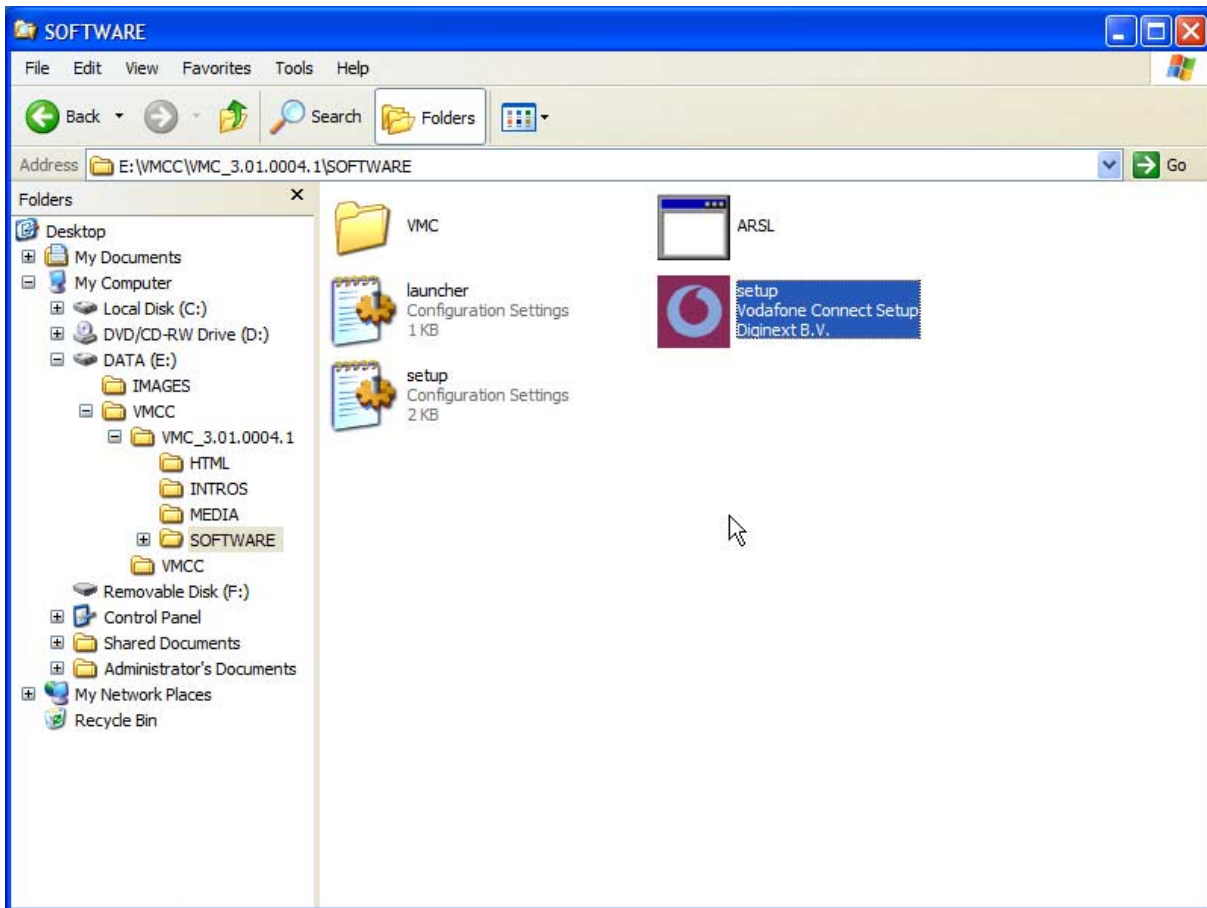 SOFTWARE
File Edit View Favorites Tools Help
Back Search Folders
Address E:\VMCC\VMC_3.01.0004.1\SOFTWARE Go
Folders
Desktop
My Documents
My Computer
Local Disk (C:)
DVD/CD-RW Drive (D:)
DATA (E:)
IMAGES
VMCC
VMC_3.01.0004.1
HTML
INTROS
MEDIA
SOFTWARE
VMCC
Removable Disk (F:)
Control Panel
Shared Documents
Administrator's Documents
My Network Places
Recycle Bin
VMC
ARSL
launcher
Configuration Settings
1 KB
setup
Vodafone Connect Setup
Diginext B.V.
setup
Configuration Settings
2 KB